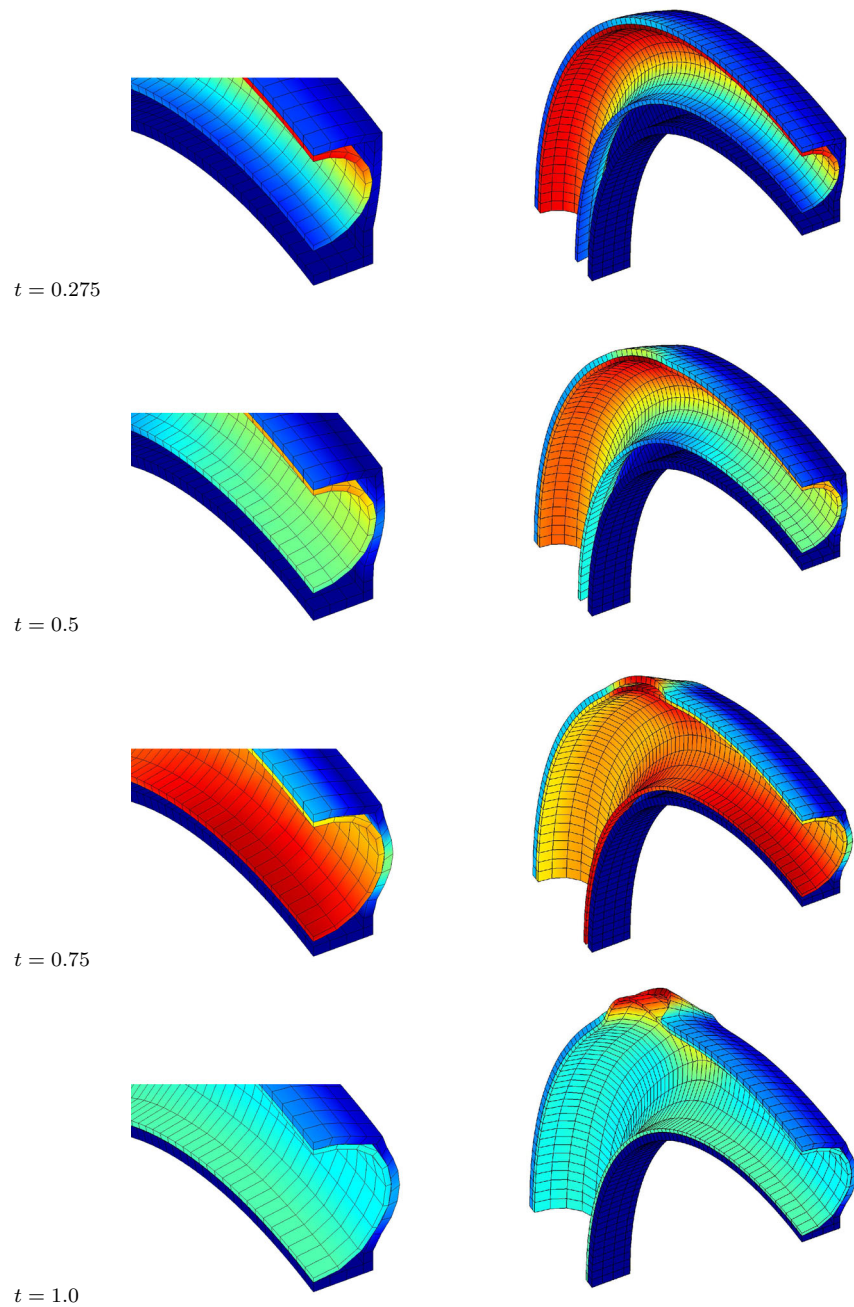 t = 0.275
t = 0.5
t = 0.75
t = 1.0